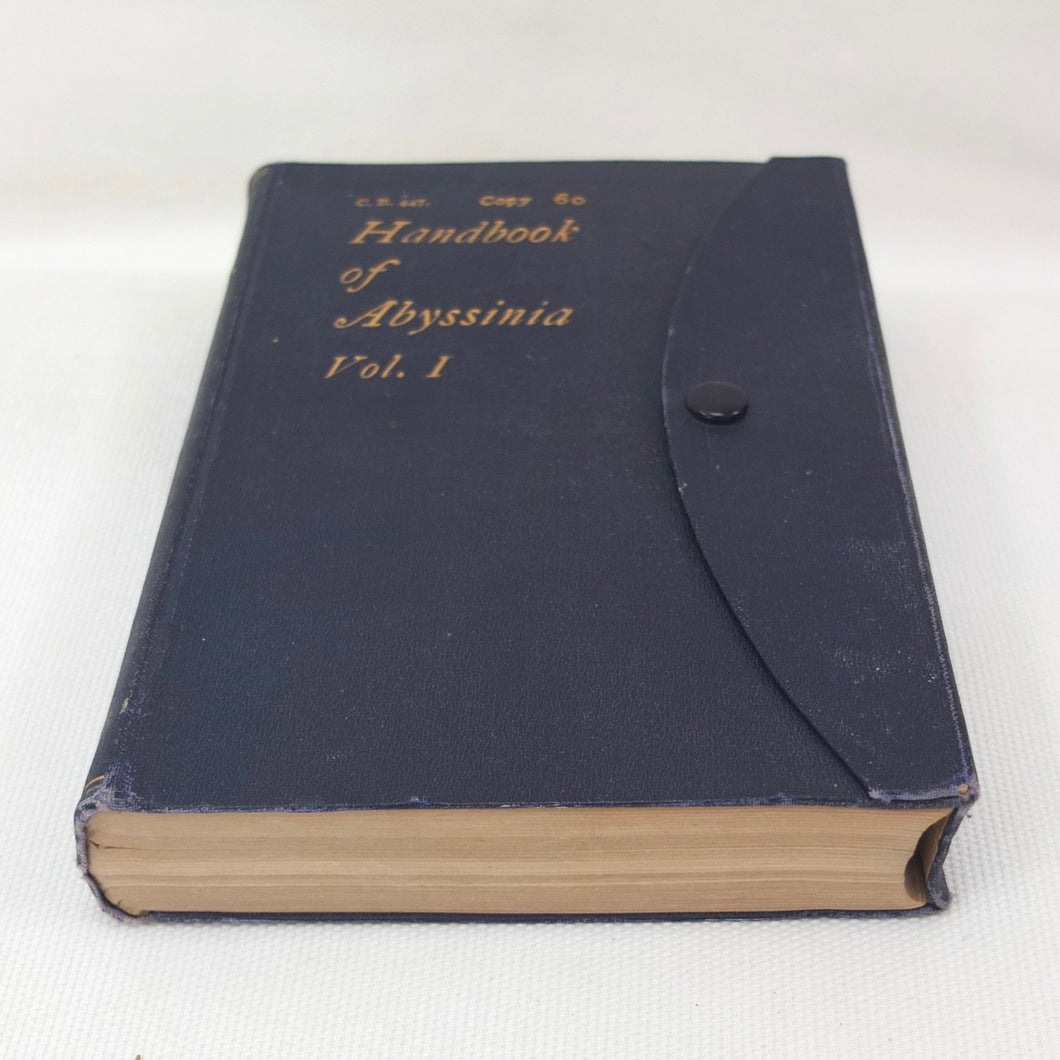 C.B. 447. Copy 60
Handbook
of
Abyssinia
Vol. I